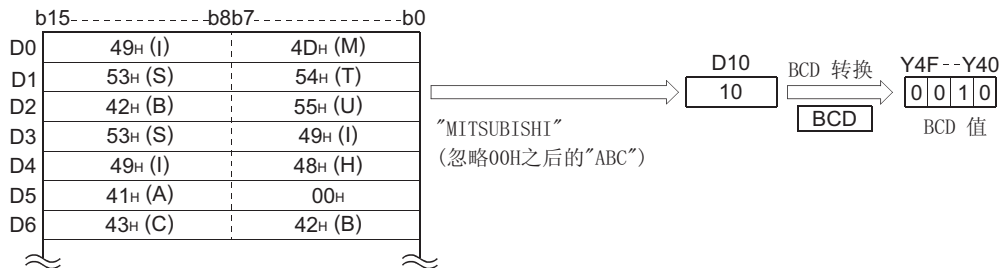 b15 b8b7 b0
D0 49H (I) 4DH (M)
D1 53H (S) 54H (T)
D2 42H (B) 55H (U)
D3 53H (S) 49H (I)
D4 49H (I) 48H (H)
D5 41H (A) 00H
D6 43H (C) 42H (B)
"MITSUBISHI"
(忽略00H之后的"ABC")
D10
10
BCD 转换
BCD
Y4F--Y40
0 0 1 0
BCD 值